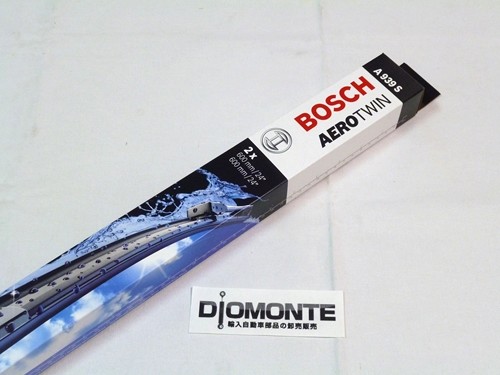 A 939 S
BOSCH
AEROTWIN
2 x
600 mm/24"
600 mm/24"
DJOMONTE
輸入自動車部品の卸売販売